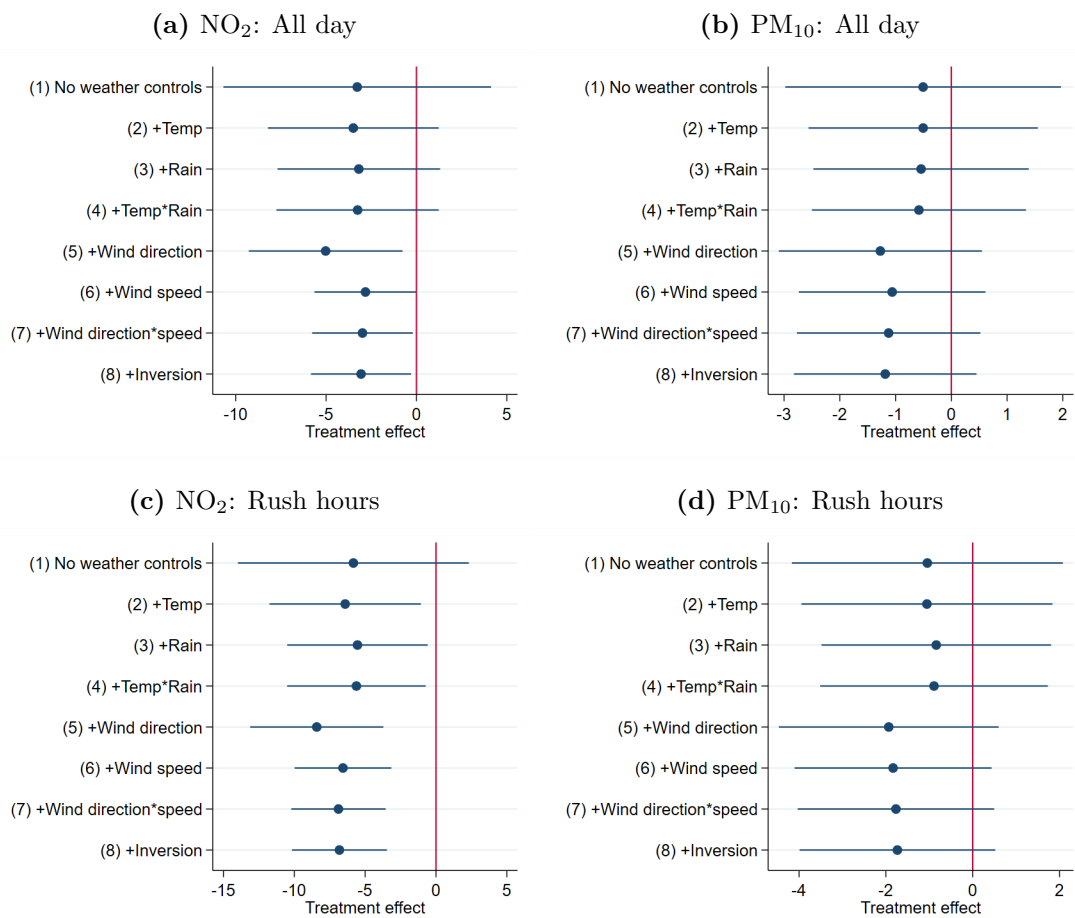 (a) NO₂: All day
(1) No weather controls
(2) +Temp
(3) +Rain
(4) +Temp*Rain
(5) +Wind direction
(6) +Wind speed
(7) +Wind direction*speed
(8) +Inversion
-10 -5 0 5
Treatment effect
(b) PM₁₀: All day
(1) No weather controls
(2) +Temp
(3) +Rain
(4) +Temp*Rain
(5) +Wind direction
(6) +Wind speed
(7) +Wind direction*speed
(8) +Inversion
-3 -2 -1 0 1 2
Treatment effect
(c) NO₂: Rush hours
(1) No weather controls
(2) +Temp
(3) +Rain
(4) +Temp*Rain
(5) +Wind direction
(6) +Wind speed
(7) +Wind direction*speed
(8) +Inversion
-15 -10 -5 0 5
Treatment effect
(d) PM₁₀: Rush hours
(1) No weather controls
(2) +Temp
(3) +Rain
(4) +Temp*Rain
(5) +Wind direction
(6) +Wind speed
(7) +Wind direction*speed
(8) +Inversion
-4 -2 0 2
Treatment effect